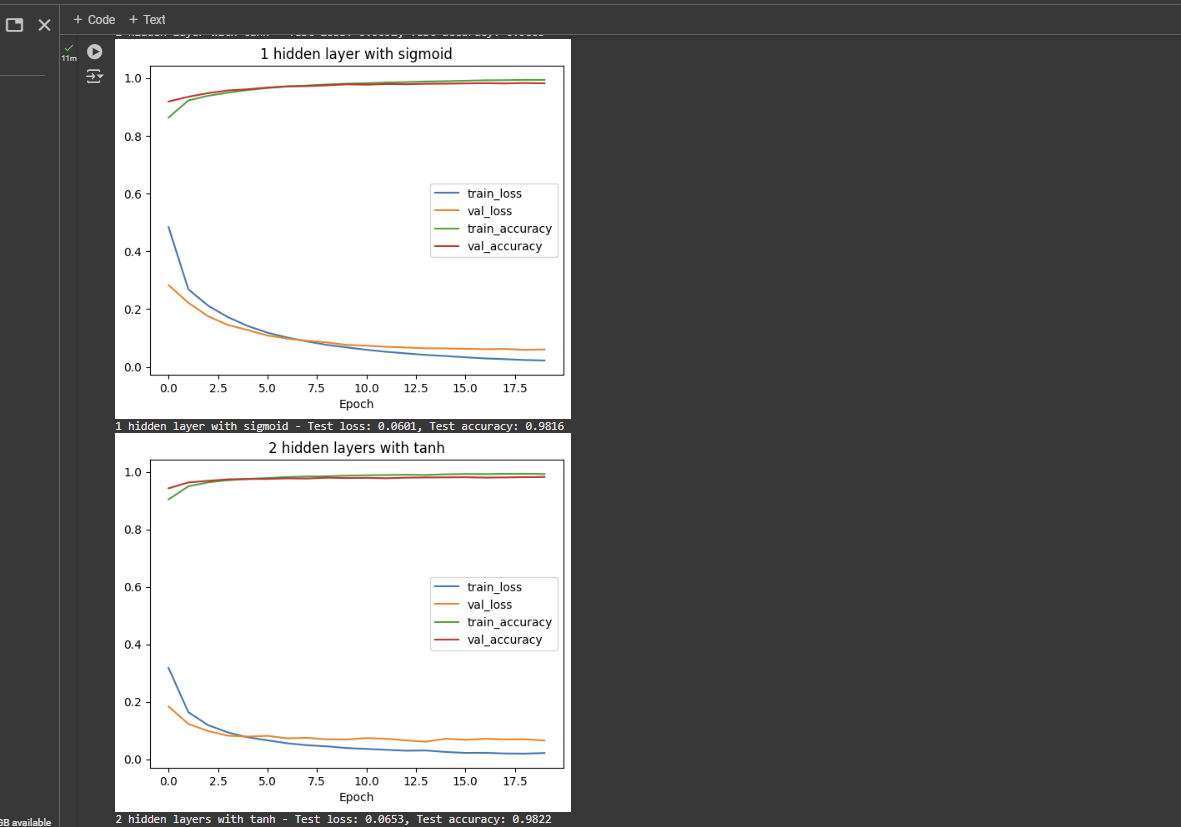 + Code + Text
11m
1 hidden layer with sigmoid
1.0
0.8
0.6
0.4
0.2
0.0
train_loss
val_loss
train_accuracy
val_accuracy
0.0 2.5 5.0 7.5 10.0 12.5 15.0 17.5
Epoch
1 hidden layer with sigmoid - Test loss: 0.0601, Test accuracy: 0.9816
2 hidden layers with tanh
1.0
0.8
0.6
0.4
0.2
0.0
train_loss
val_loss
train_accuracy
val_accuracy
0.0 2.5 5.0 7.5 10.0 12.5 15.0 17.5
Epoch
2 hidden layers with tanh - Test loss: 0.0653, Test accuracy: 0.9822
GB available